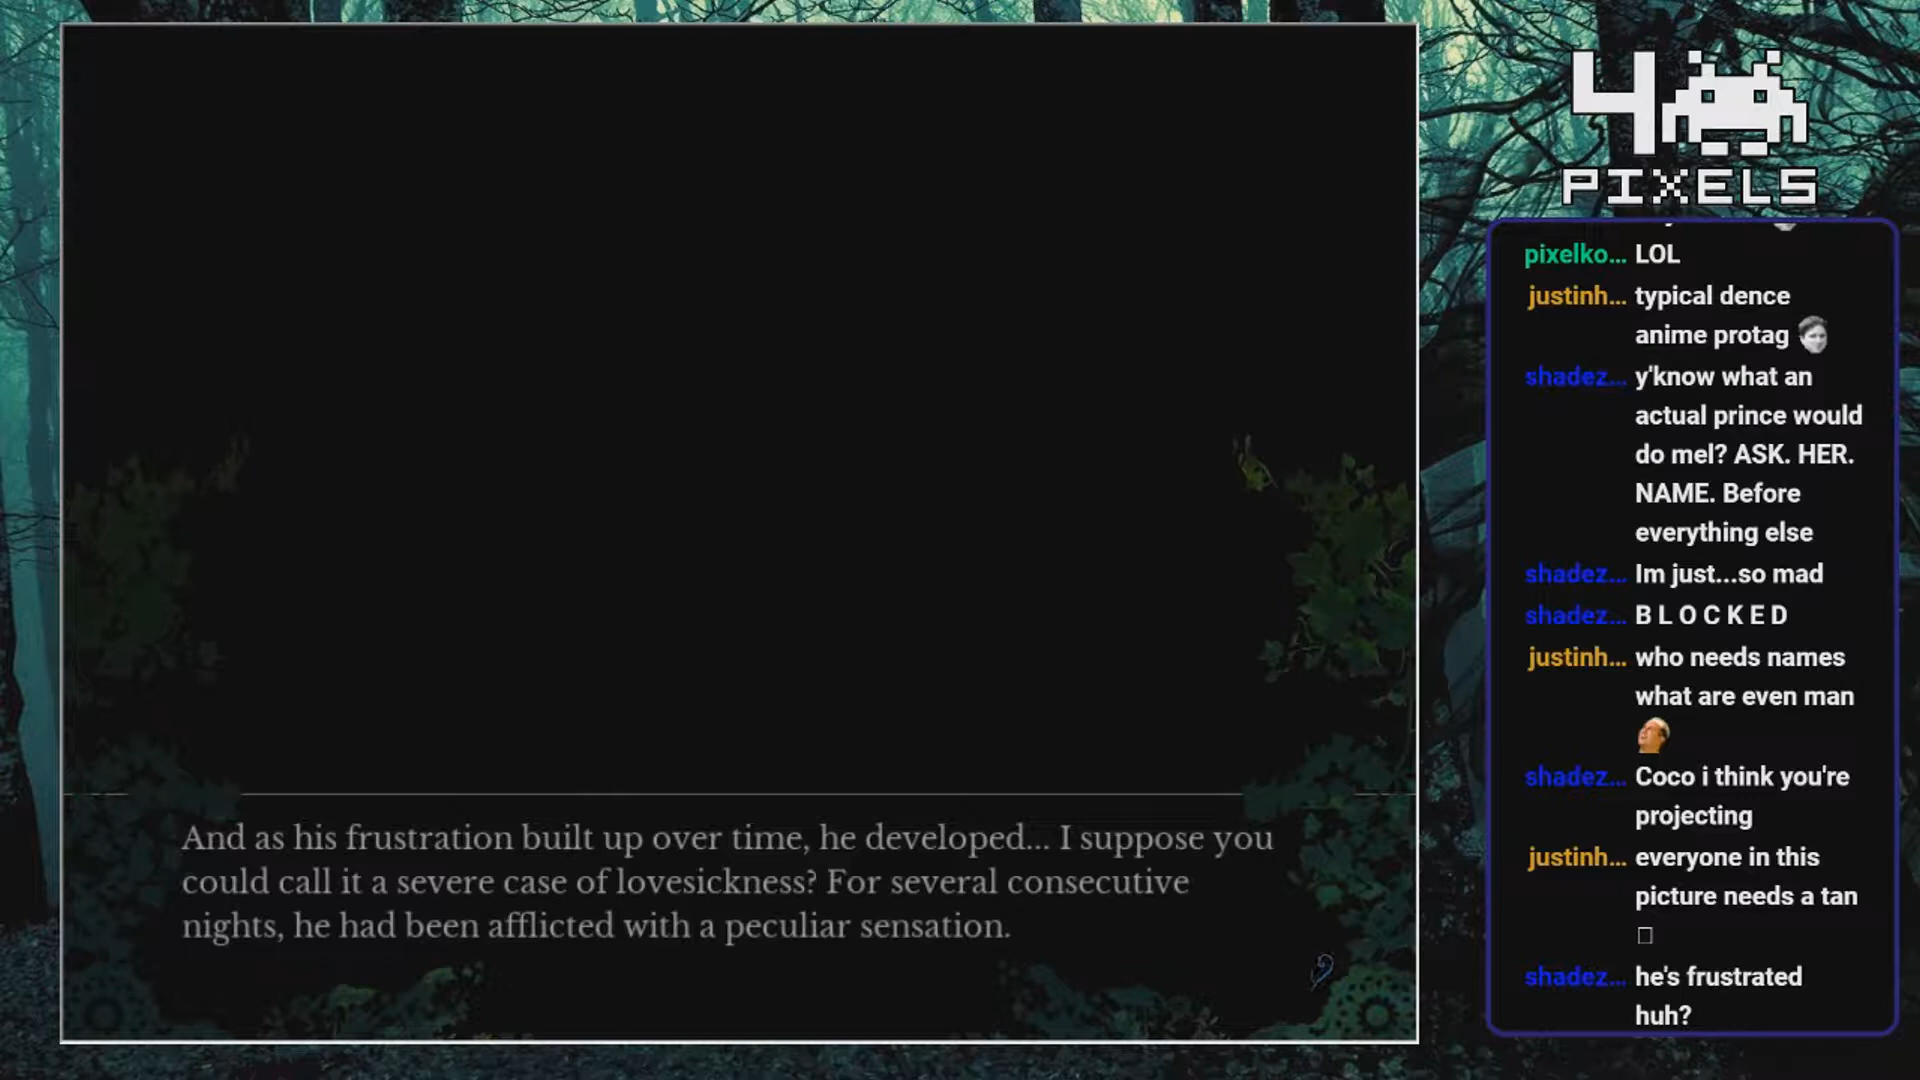 4
PIXELS
pixelko... LOL
justinh... typical dence
anime protag
shadez... y'know what an
actual prince would
do mel? ASK. HER.
NAME. Before
everything else
shadez... Im just...so mad
shadez... B L O C K E D
justinh... who needs names
what are even man
shadez... Coco i think you're
projecting
justinh... everyone in this
picture needs a tan
shadez... he's frustrated
huh?
And as his frustration built up over time, he developed... I suppose you
could call it a severe case of lovesickness? For several consecutive
nights, he had been afflicted with a peculiar sensation.